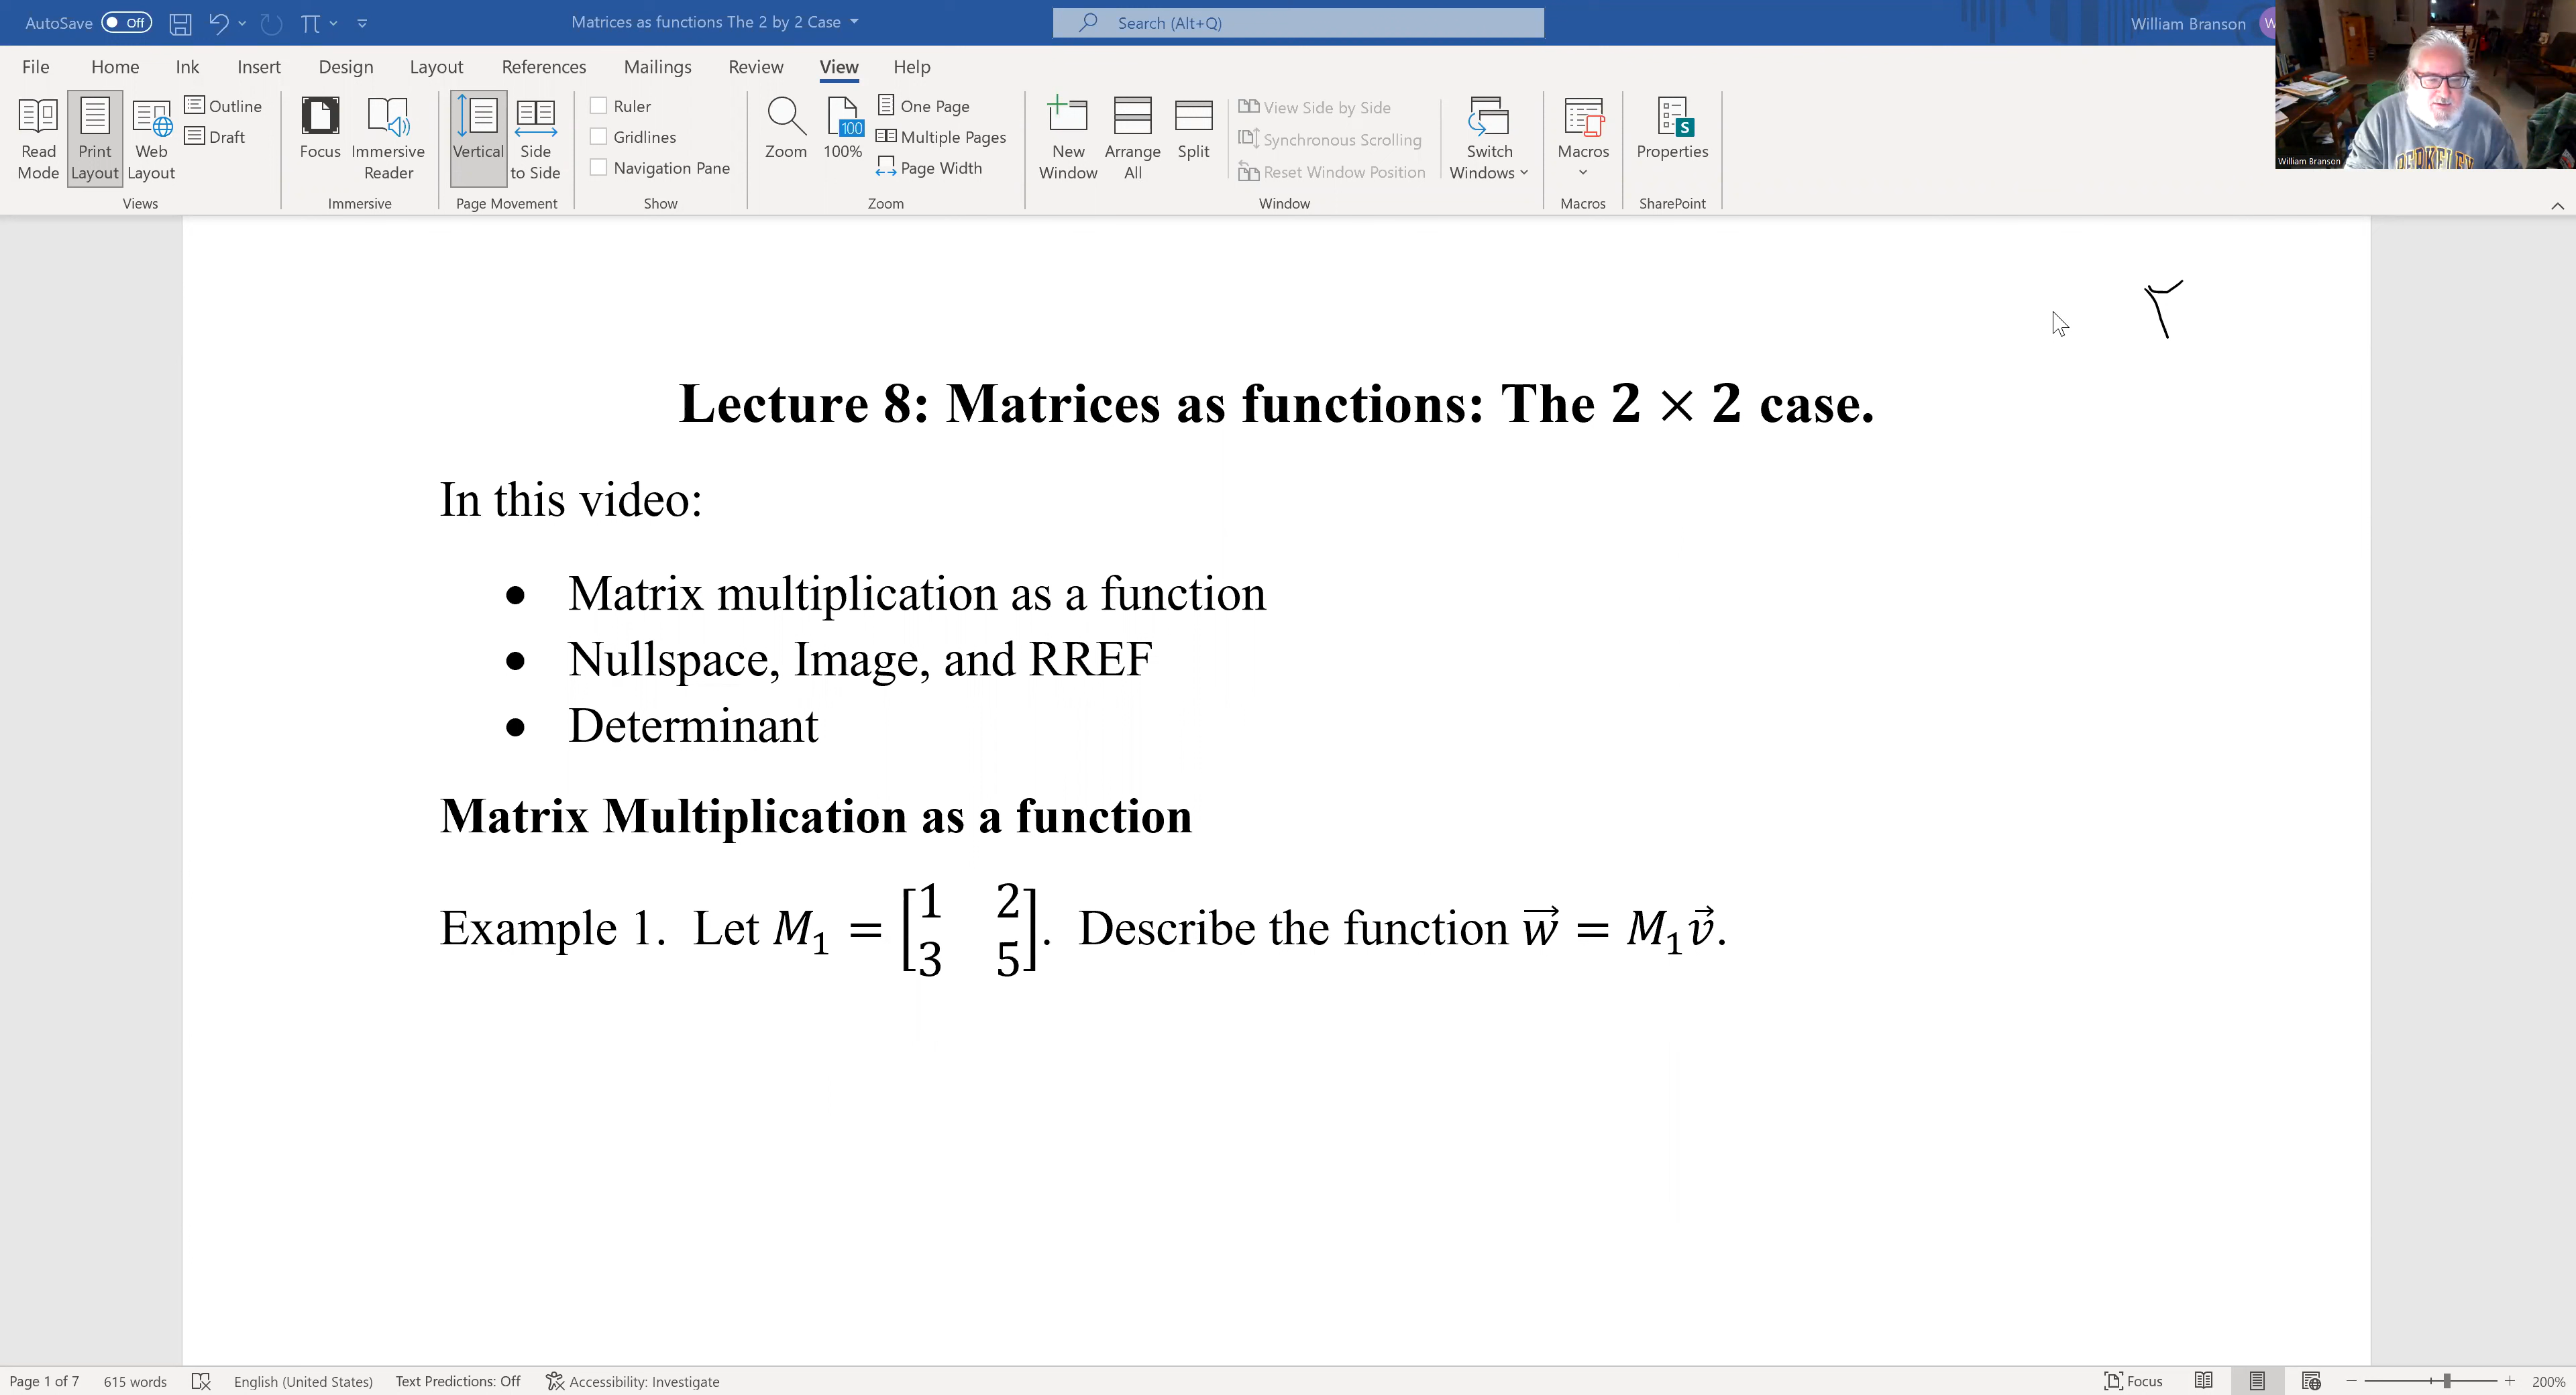 AutoSave Off Matrices as functions The 2 by 2 Case Search (Alt+Q) William Branson
File Home Ink Insert Design Layout References Mailings Review View Help
Read Mode Print Layout Web Layout Outline Draft
Focus Immersive Reader
Vertical Side to Side
Ruler Gridlines Navigation Pane
Zoom 100 100% One Page Multiple Pages Page Width
New Window Arrange All Split View Side by Side Synchronous Scrolling Reset Window Position Switch Windows
Macros
S Properties
Views Immersive Page Movement Show Zoom Window Macros SharePoint
William Branson
BERKELEY
Lecture 8: Matrices as functions: The 2 × 2 case.
In this video:
● Matrix multiplication as a function
● Nullspace, Image, and RREF
● Determinant
Matrix Multiplication as a function
Example 1. Let M₁ = [1 2; 3 5]. Describe the function w⃗ = M₁v⃗.
Page 1 of 7 615 words English (United States) Text Predictions: Off Accessibility: Investigate Focus 200%